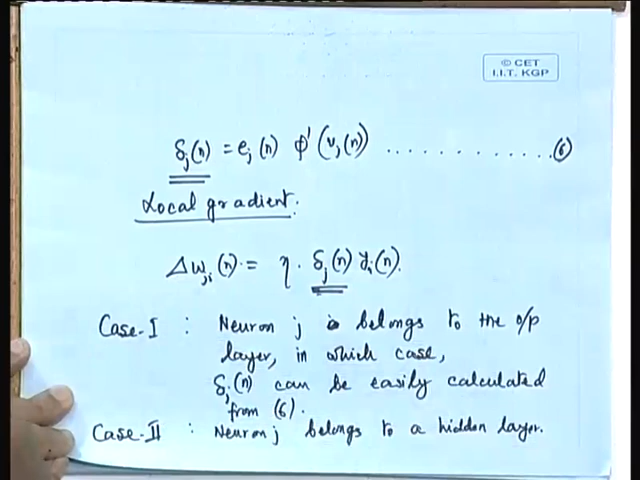 © CET
I.I.T. KGP
δj(n) = ej(n) φ'(vj(n)) ............(6)
Local gradient.
Δwji(n) = η · δj(n) yi(n).
Case-I : Neuron j belongs to the o/p
layer, in which case,
δj(n) can be easily calculated
from (6).
Case-II : Neuron j belongs to a hidden layer.